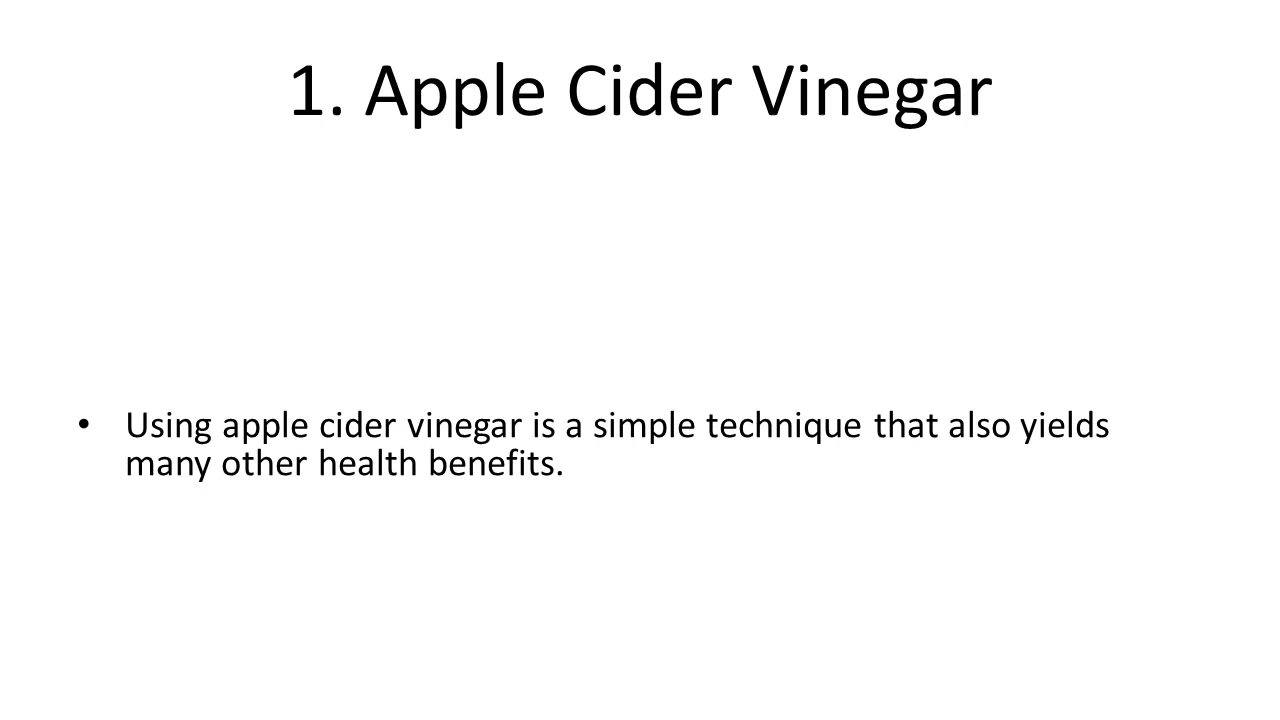 1. Apple Cider Vinegar
• Using apple cider vinegar is a simple technique that also yields
many other health benefits.